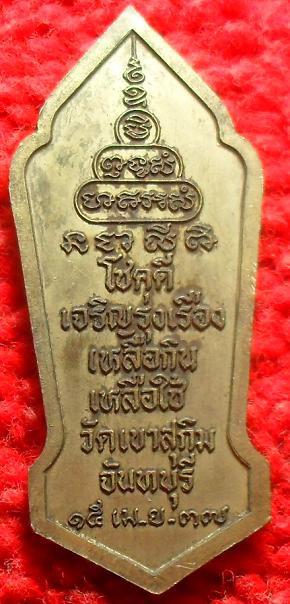 โชคดี
เจริญรุ่งเรือง
เหลือกิน
เหลือใช้
วัดเขาสุกิม
จันทบุรี
๑๕ เม.ย.๓๗